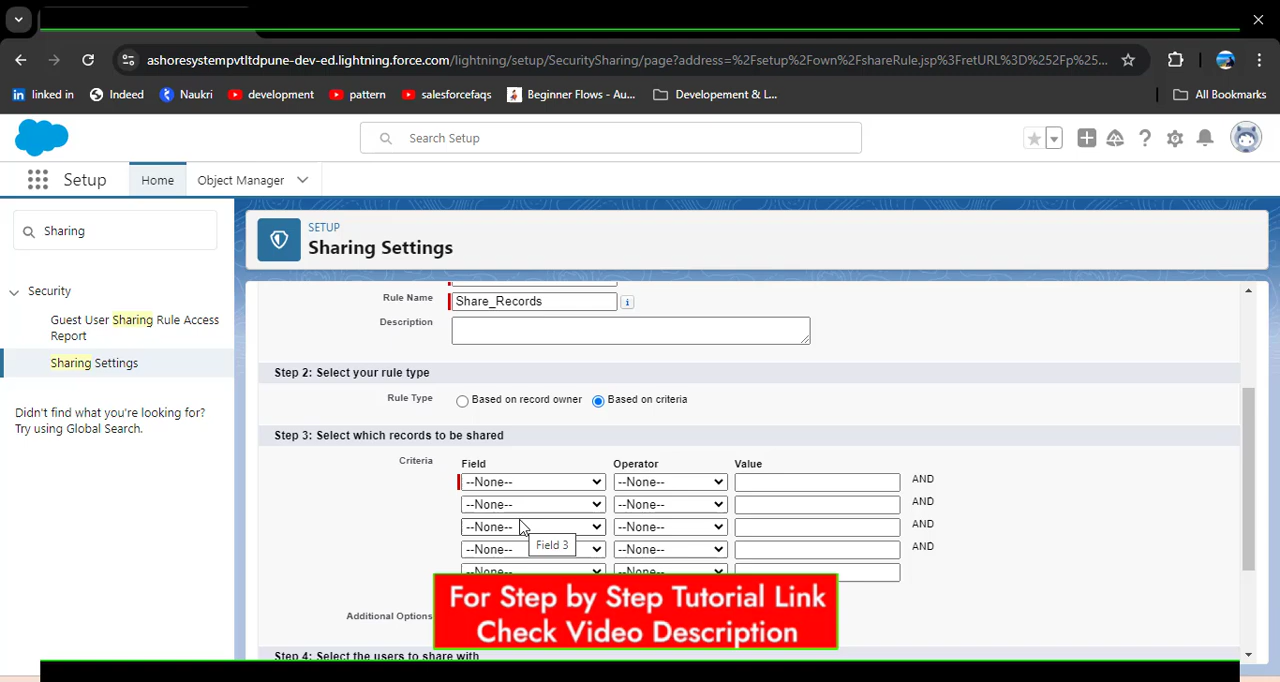 ashoresystempvtltdpune-dev-ed.lightning.force.com/lightning/setup/SecuritySharing/page?address=%2Fsetup%2Fown%2FshareRule.jsp%3FretURL%3D%252Fp%25...
linked in
Indeed
Naukri
development
pattern
salesforcefaqs
Beginner Flows - Au...
Developement & L...
All Bookmarks
Search Setup
Setup
Home
Object Manager
Sharing
SETUP
Sharing Settings
Security
Guest User Sharing Rule Access
Report
Sharing Settings
Didn't find what you're looking for?
Try using Global Search.
Rule Name
Share_Records
Description
Step 2: Select your rule type
Rule Type
Based on record owner
Based on criteria
Step 3: Select which records to be shared
Criteria
Field
Operator
Value
--None--
--None--
AND
--None--
--None--
AND
--None--
--None--
AND
Field 3
--None--
--None--
AND
--None--
--None--
Additional Options
For Step by Step Tutorial Link
Check Video Description
Step 4: Select the users to share with